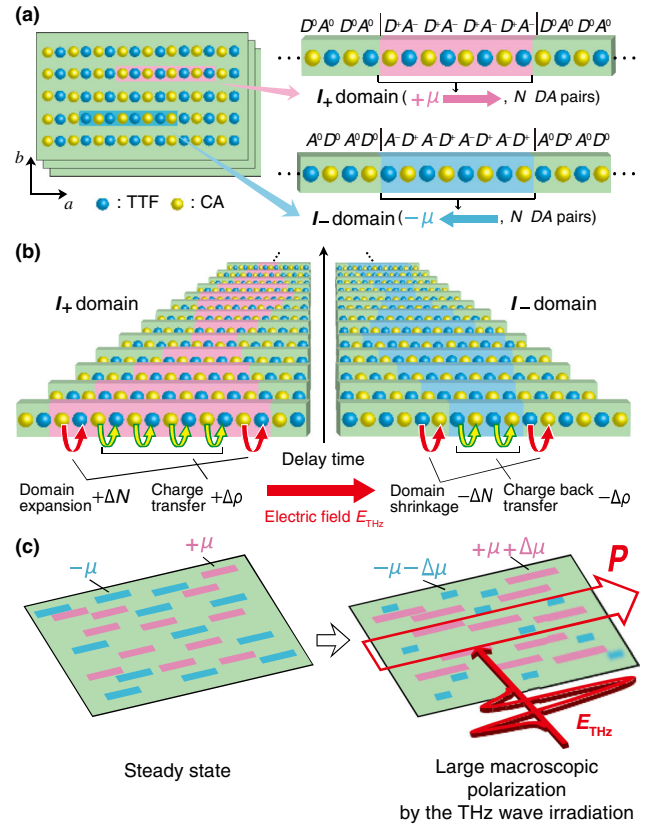 (a)
D⁰A⁰ D⁰A⁰ D⁺A⁻ D⁺A⁻ D⁺A⁻ D⁺A⁻ D⁰A⁰ D⁰A⁰
I₊ domain (+μ , N DA pairs)
A⁰D⁰ A⁰D⁰ A⁻D⁺ A⁻D⁺ A⁻D⁺ A⁻D⁺ A⁰D⁰ A⁰D⁰
I₋ domain (−μ , N DA pairs)
b
a
: TTF : CA
(b)
I₊ domain
I₋ domain
Delay time
Domain expansion +ΔN
Charge transfer +Δρ
Electric field E_THz
Domain shrinkage −ΔN
Charge back transfer −Δρ
(c)
−μ
+μ
−μ−Δμ
+μ+Δμ
P
E_THz
Steady state
Large macroscopic
polarization
by the THz wave irradiation